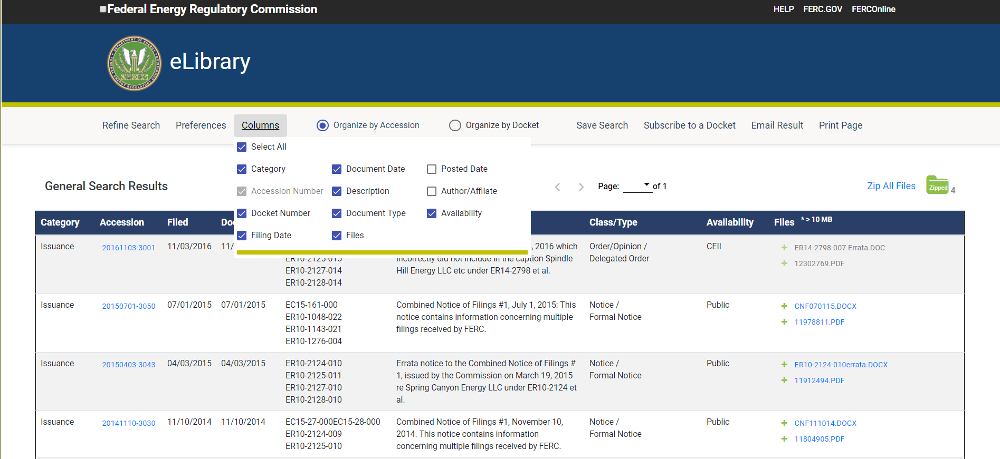 Federal Energy Regulatory Commission
HELP FERC.GOV FERCOnline
eLibrary
Refine Search Preferences Columns Organize by Accession Organize by Docket Save Search Subscribe to a Docket Email Result Print Page
Select All
Category Document Date Posted Date
Accession Number Description Author/Affilate
Docket Number Document Type Availability
Filing Date Files
General Search Results
Page: of 1
Zip All Files Zipped 4
Category Accession Filed Do Class/Type Availability Files * > 10 MB
Issuance 20161103-3001 11/03/2016 11/ , 2016 which Order/Opinion / CEII ER14-2798-007 Errata.DOC
ER10-2125-015 incorrectly did not include in the caption Spindle Delegated Order 12302769.PDF
ER10-2127-014 Hill Energy LLC etc under ER14-2798 et al.
ER10-2128-014
Issuance 20150701-3050 07/01/2015 07/01/2015 EC15-161-000 Combined Notice of Filings #1, July 1, 2015: This Notice / Public CNF070115.DOCX
ER10-1048-022 notice contains information concerning multiple Formal Notice 11978811.PDF
ER10-1143-021 filings received by FERC.
ER10-1276-004
Issuance 20150403-3043 04/03/2015 04/03/2015 ER10-2124-010 Errata notice to the Combined Notice of Filings # Notice / Public ER10-2124-010errata.DOCX
ER10-2125-011 1, issued by the Commission on March 19, 2015 Formal Notice 11912494.PDF
ER10-2127-010 re Spring Canyon Energy LLC under ER10-2124 et
ER10-2128-010 al.
Issuance 20141110-3030 11/10/2014 11/10/2014 EC15-27-000EC15-28-000 Combined Notice of Filings #1, November 10, Notice / Public CNF111014.DOCX
ER10-2124-009 2014. This notice contains information Formal Notice 11804905.PDF
ER10-2125-010 concerning multiple filings received by FERC.